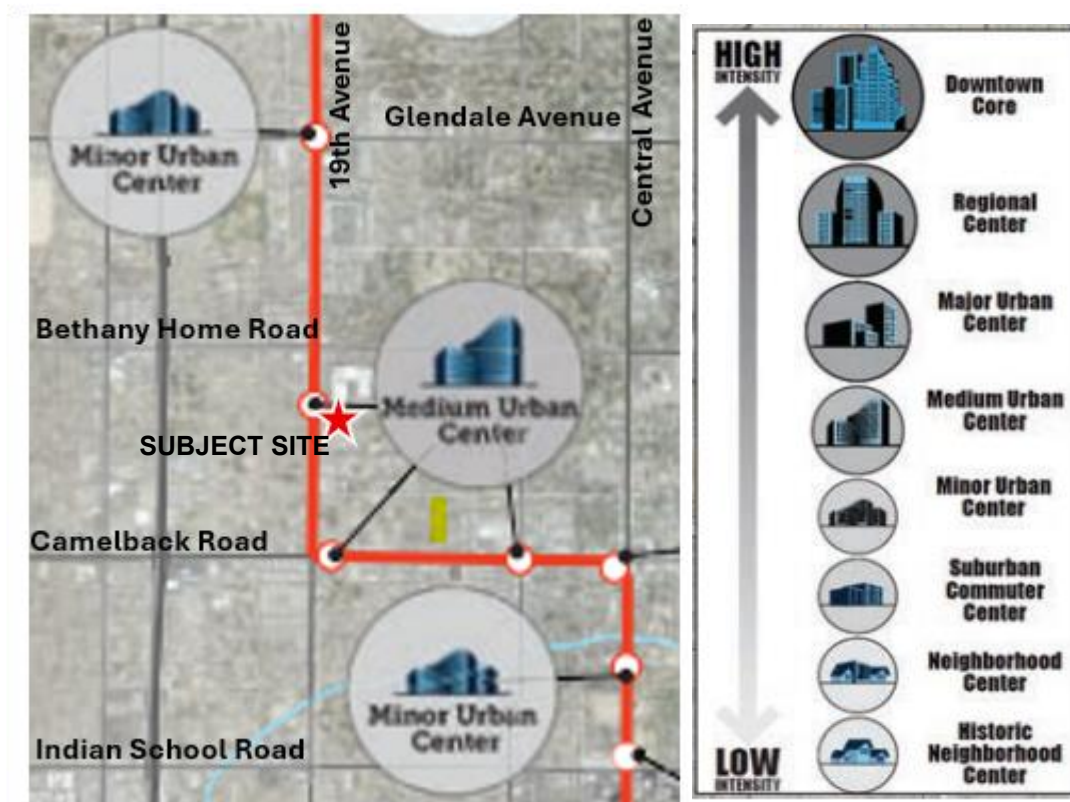 19th Avenue
Central Avenue
Glendale Avenue
Minor Urban
Center
Bethany Home Road
Medium Urban
Center
SUBJECT SITE
Camelback Road
Minor Urban
Center
Indian School Road
HIGH
INTENSITY
Downtown
Core
Regional
Center
Major Urban
Center
Medium Urban
Center
Minor Urban
Center
Suburban
Commuter
Center
Neighborhood
Center
Historic
Neighborhood
Center
LOW
INTENSITY